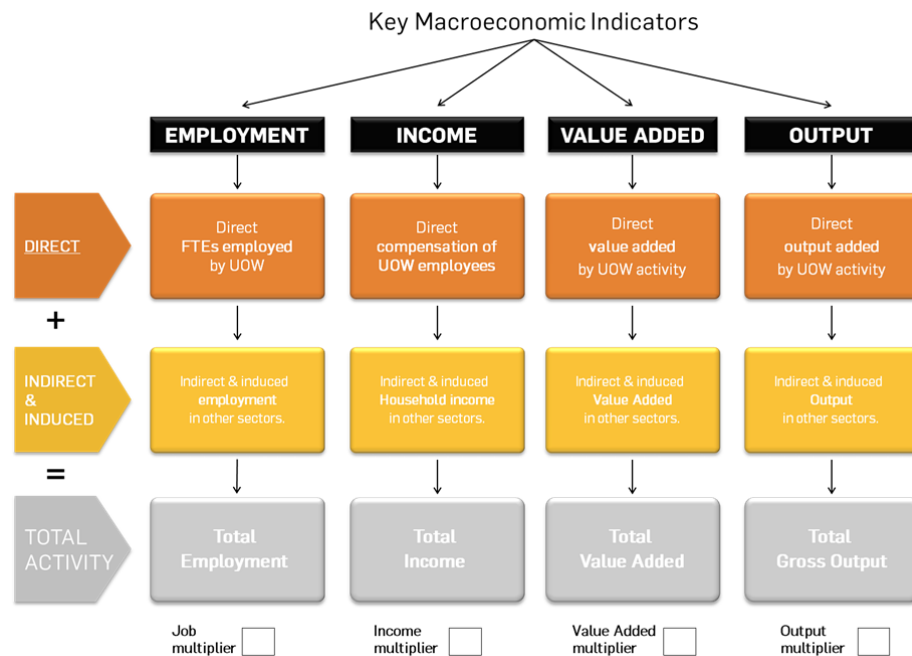 Key Macroeconomic Indicators
EMPLOYMENT
INCOME
VALUE ADDED
OUTPUT
DIRECT
Direct
FTEs employed
by UOW
Direct
compensation of
UOW employees
Direct
value added
by UOW activity
Direct
output added
by UOW activity
+
INDIRECT
&
INDUCED
Indirect & induced
employment
in other sectors.
Indirect & induced
Household income
in other sectors.
Indirect & induced
Value Added
in other sectors.
Indirect & induced
Output
in other sectors.
=
TOTAL
ACTIVITY
Total
Employment
Total
Income
Total
Value Added
Total
Gross Output
Job
multiplier
Income
multiplier
Value Added
multiplier
Output
multiplier